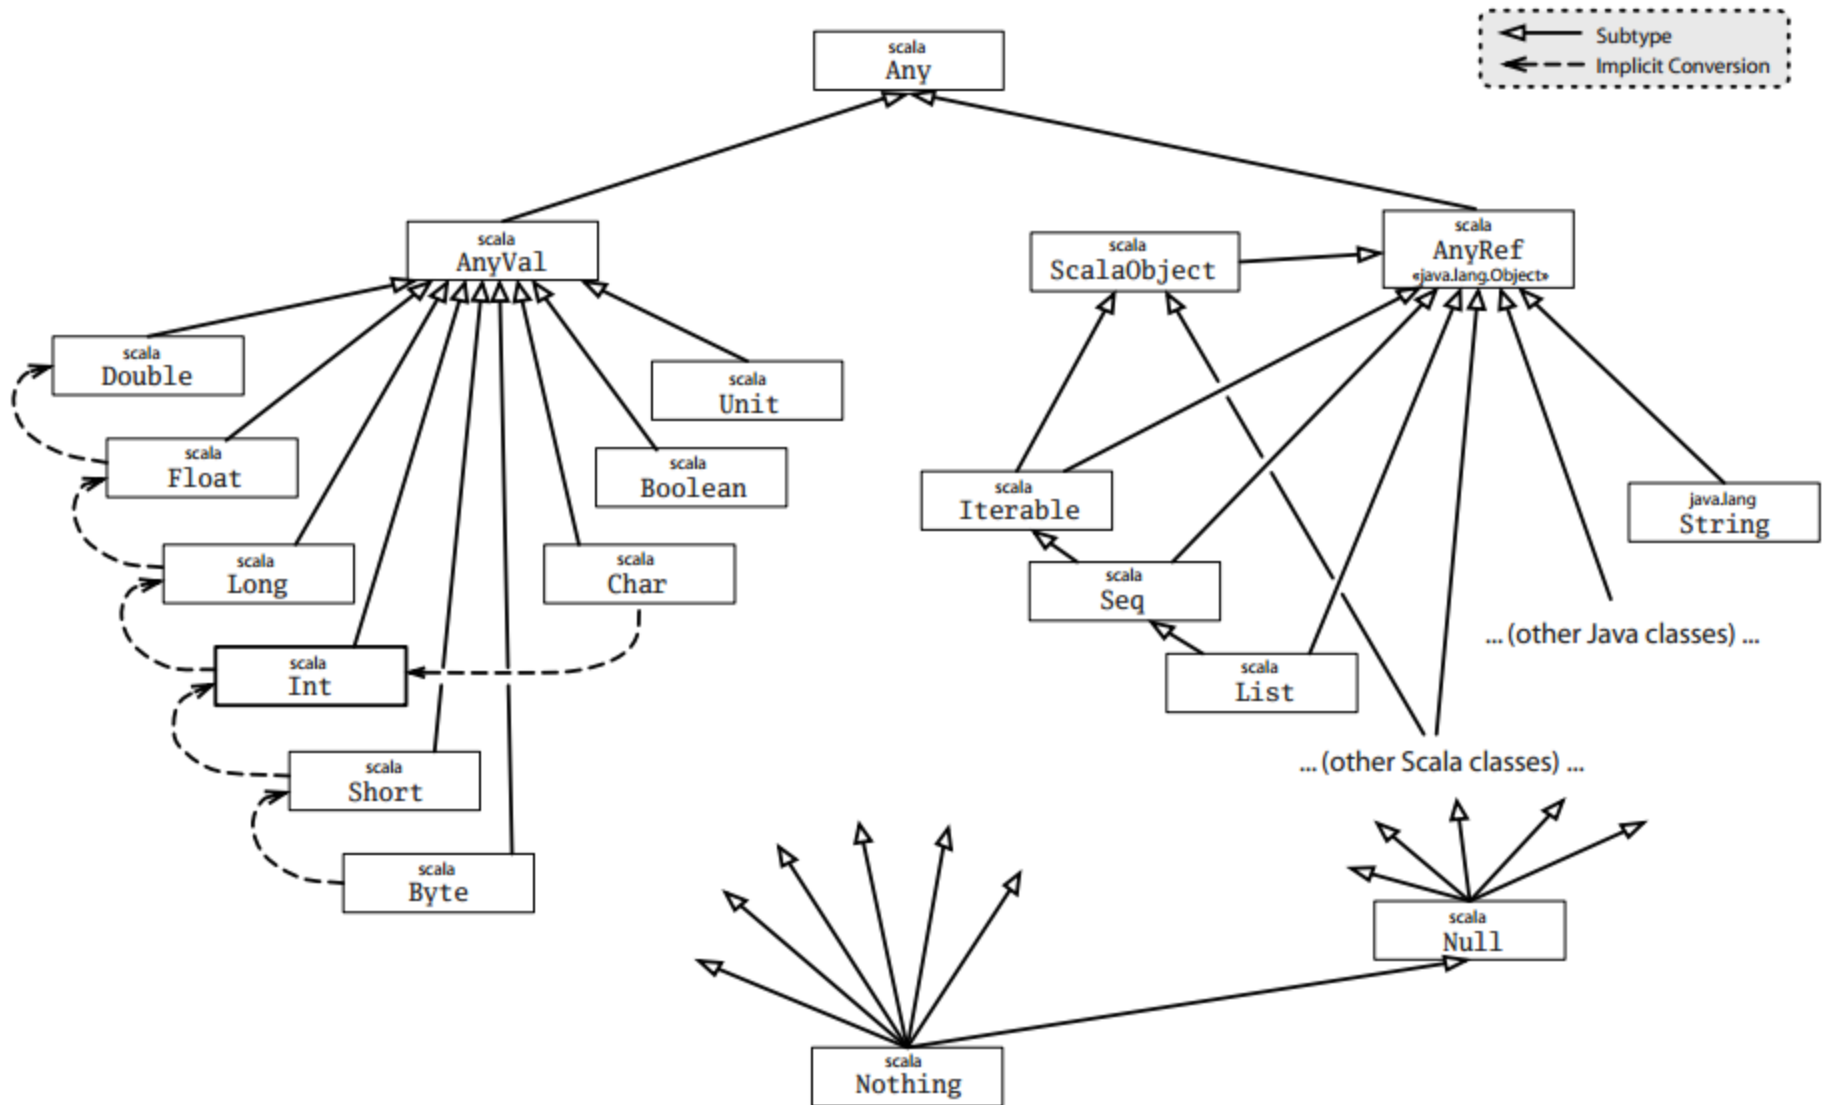 scala
Any
Subtype
Implicit Conversion
scala
AnyVal
scala
ScalaObject
scala
AnyRef
«java.lang.Object»
scala
Double
scala
Unit
scala
Float
scala
Boolean
scala
Iterable
java.lang
String
scala
Long
scala
Char
scala
Seq
... (other Java classes) ...
scala
Int
scala
List
scala
Short
... (other Scala classes) ...
scala
Byte
scala
Null
scala
Nothing